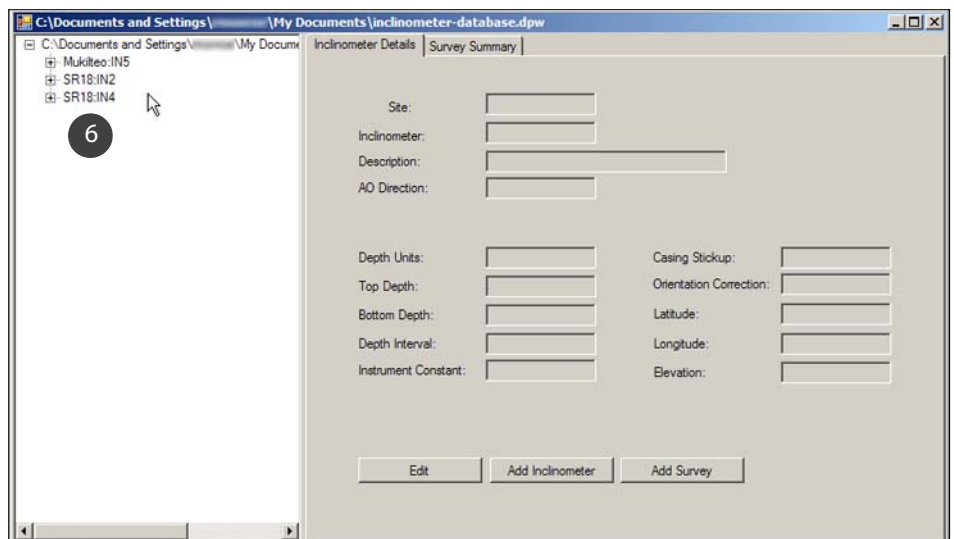 C:\Documents and Settings\ \My Documents\inclinometer-database.dpw
C:\Documents and Settings\ \My Docume
Mukilteo:IN5
SR18:IN2
SR18:IN4
6
Inclinometer Details
Survey Summary
Site:
Inclinometer:
Description:
AO Direction:
Depth Units:
Top Depth:
Bottom Depth:
Depth Interval:
Instrument Constant:
Casing Stickup:
Orientation Correction:
Latitude:
Longitude:
Elevation:
Edit
Add Inclinometer
Add Survey